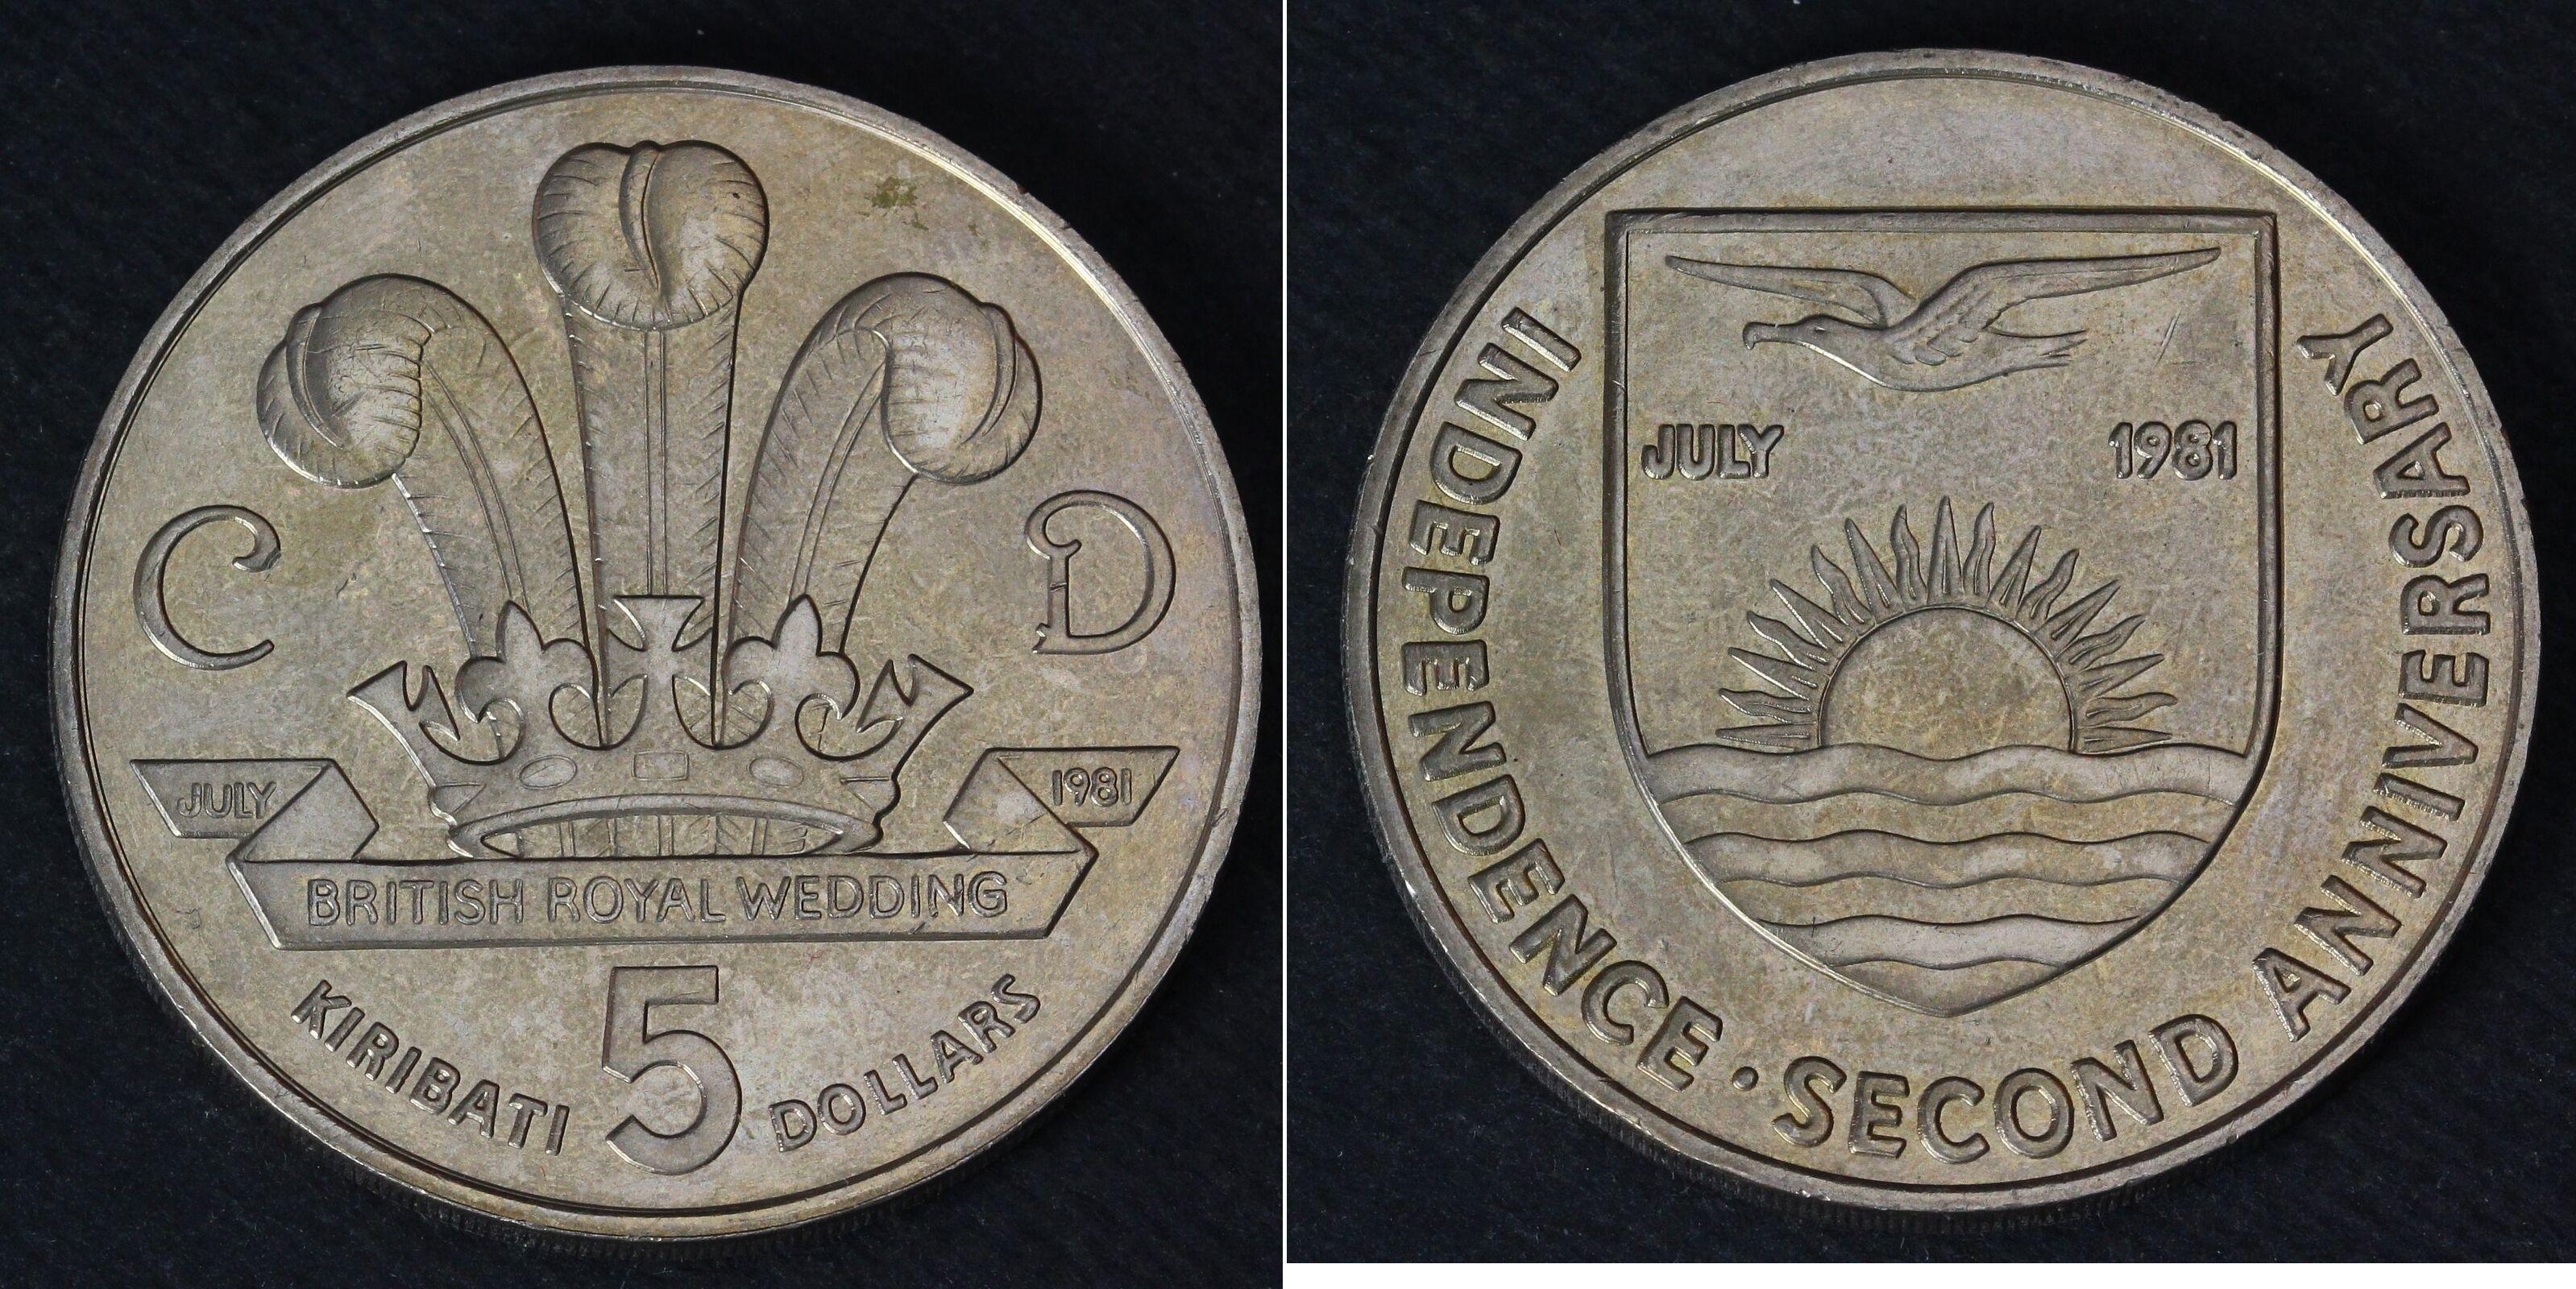 C D
JULY 1981
BRITISH ROYAL WEDDING
KIRIBATI 5 DOLLARS
JULY 1981
INDEPENDENCE · SECOND ANNIVERSARY